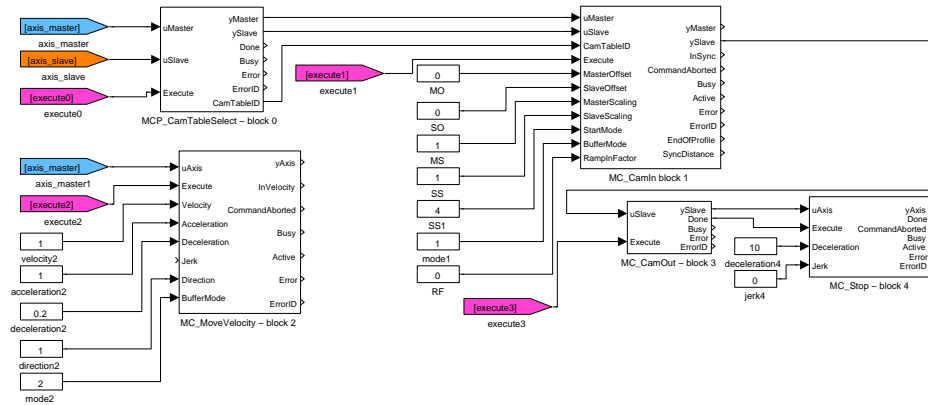 [axis_master]
axis_master
[axis_slave]
axis_slave
[execute0]
execute0
uMaster
uSlave
Execute
yMaster
ySlave
Done
Busy
Error
ErrorID
CamTableID
MCP_CamTableSelect – block 0
[execute1]
execute1
0
MO
0
SO
1
MS
1
SS
4
SS1
1
mode1
0
RF
uMaster
uSlave
CamTableID
Execute
MasterOffset
SlaveOffset
MasterScaling
SlaveScaling
StartMode
BufferMode
RampInFactor
yMaster
ySlave
InSync
CommandAborted
Busy
Active
Error
ErrorID
EndOfProfile
SyncDistance
MC_CamIn block 1
[axis_master]
axis_master1
[execute2]
execute2
1
velocity2
1
acceleration2
0.2
deceleration2
1
direction2
2
mode2
uAxis
Execute
Velocity
Acceleration
Deceleration
Jerk
Direction
BufferMode
yAxis
InVelocity
CommandAborted
Busy
Active
Error
ErrorID
MC_MoveVelocity – block 2
[execute3]
execute3
uSlave
Execute
ySlave
Done
Busy
Error
ErrorID
MC_CamOut – block 3
10
deceleration4
0
jerk4
uAxis
Execute
Deceleration
Jerk
yAxis
Done
CommandAborted
Busy
Active
Error
ErrorID
MC_Stop – block 4